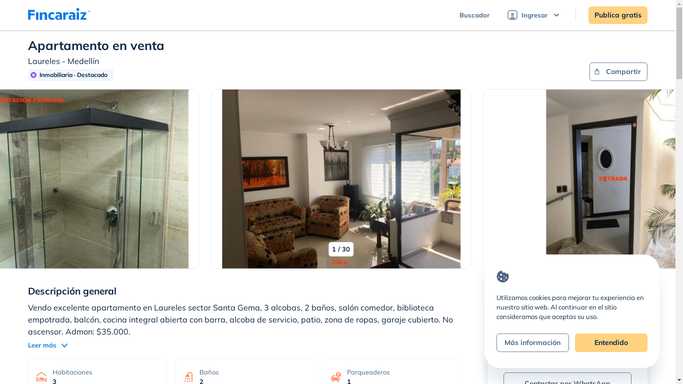 Fincaraiz
Buscador
Ingresar
Publica gratis
Apartamento en venta
Laureles - Medellín
Inmobiliaria · Destacado
Compartir
ENTRADA
1 / 30
Descripción general
Vendo excelente apartamento en Laureles sector Santa Gema, 3 alcobas, 2 baños, salón comedor, biblioteca
empotrada, balcón, cocina integral abierta con barra, alcoba de servicio, patio, zona de ropas, garaje cubierto. No
ascensor. Admon: $35.000.
Leer más
Habitaciones
3
Baños
2
Parqueaderos
1
Utilizamos cookies para mejorar tu experiencia en
nuestro sitio web. Al continuar en el sitio
consideramos que aceptas su uso.
Más información
Entendido
Contactar por WhatsApp